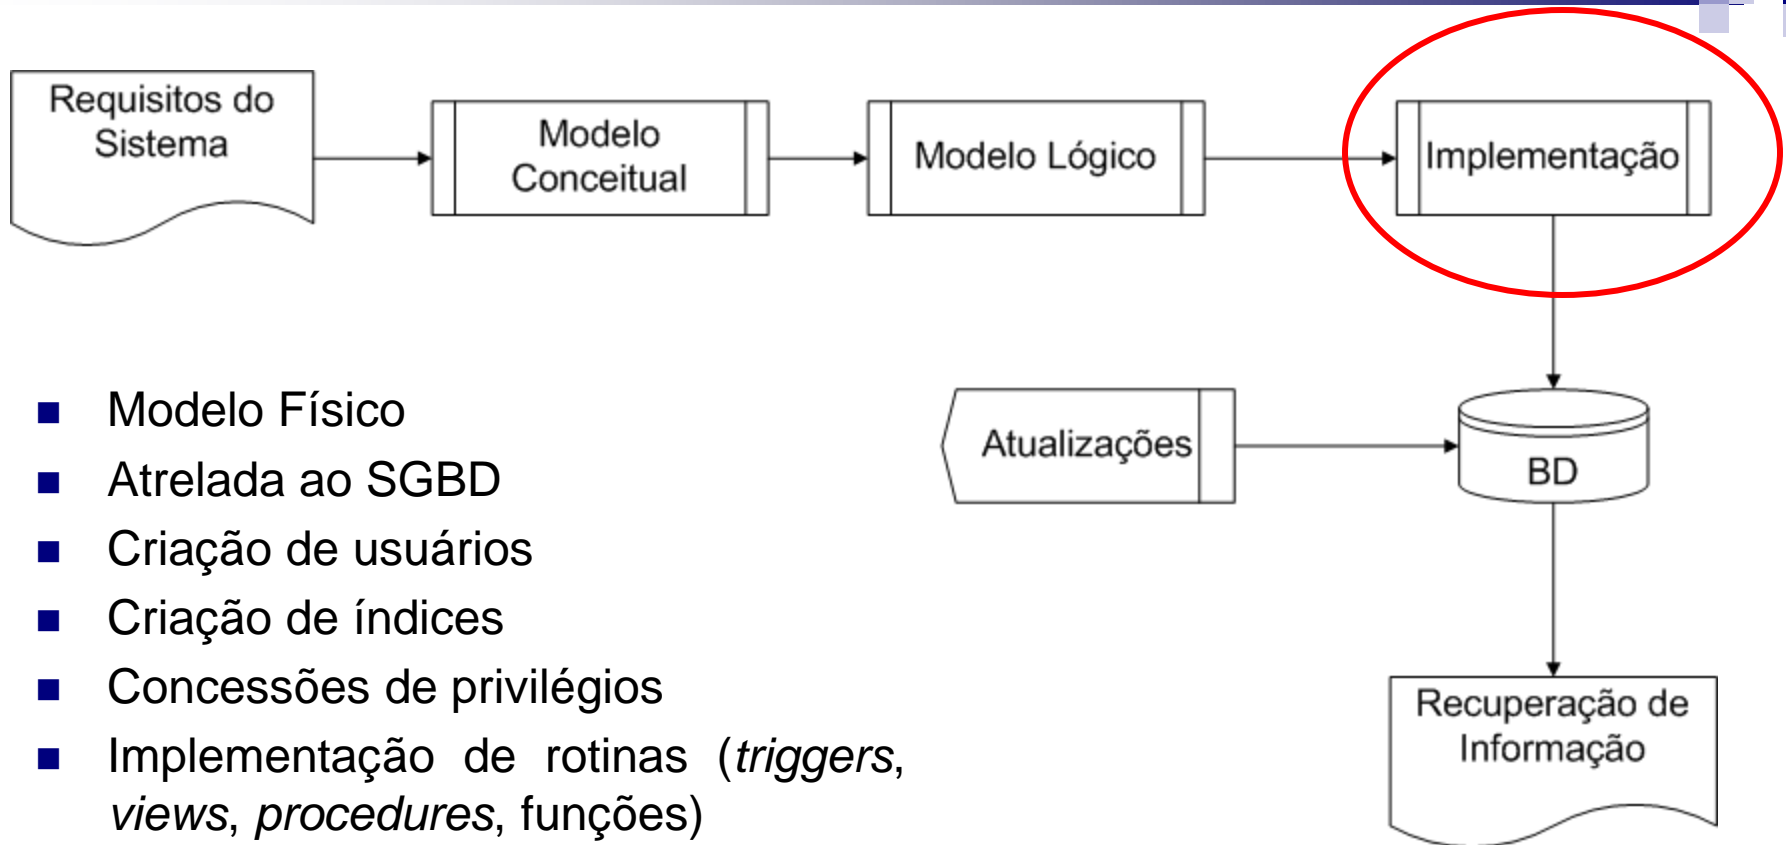 Requisitos do
Sistema
Modelo
Conceitual
Modelo Lógico
Implementação
Atualizações
BD
Recuperação de
Informação
Modelo Físico
Atrelada ao SGBD
Criação de usuários
Criação de índices
Concessões de privilégios
Implementação de rotinas (triggers,
views, procedures, funções)